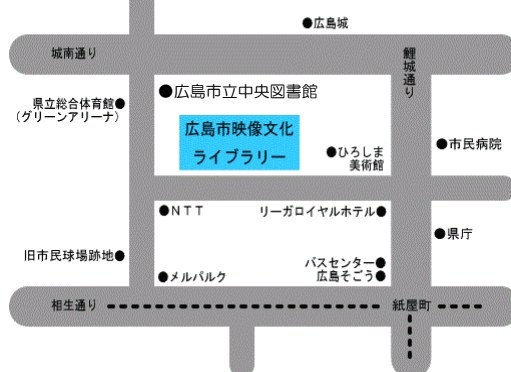 ●広島城
城南通り
鯉城通り
●広島市立中央図書館
県立総合体育館●
(グリーンアリーナ)
広島市映像文化
ライブラリー
●ひろしま
美術館
●市民病院
●NTT
リーガロイヤルホテル●
●県庁
旧市民球場跡地●
バスセンター●
広島そごう●
●メルパルク
相生通り
紙屋町